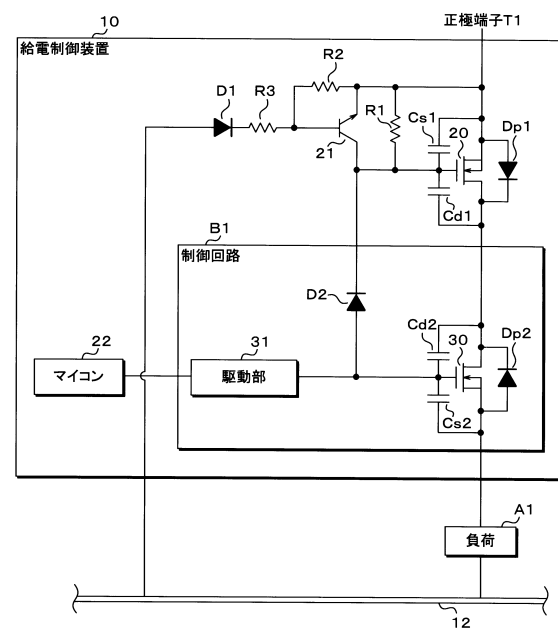 正極端子T1
10
給電制御装置
R2
D1
R3
R1
Cs1
20
Dp1
21
Cd1
B1
制御回路
D2
Cd2
30
Dp2
22
マイコン
31
駆動部
Cs2
A1
負荷
12